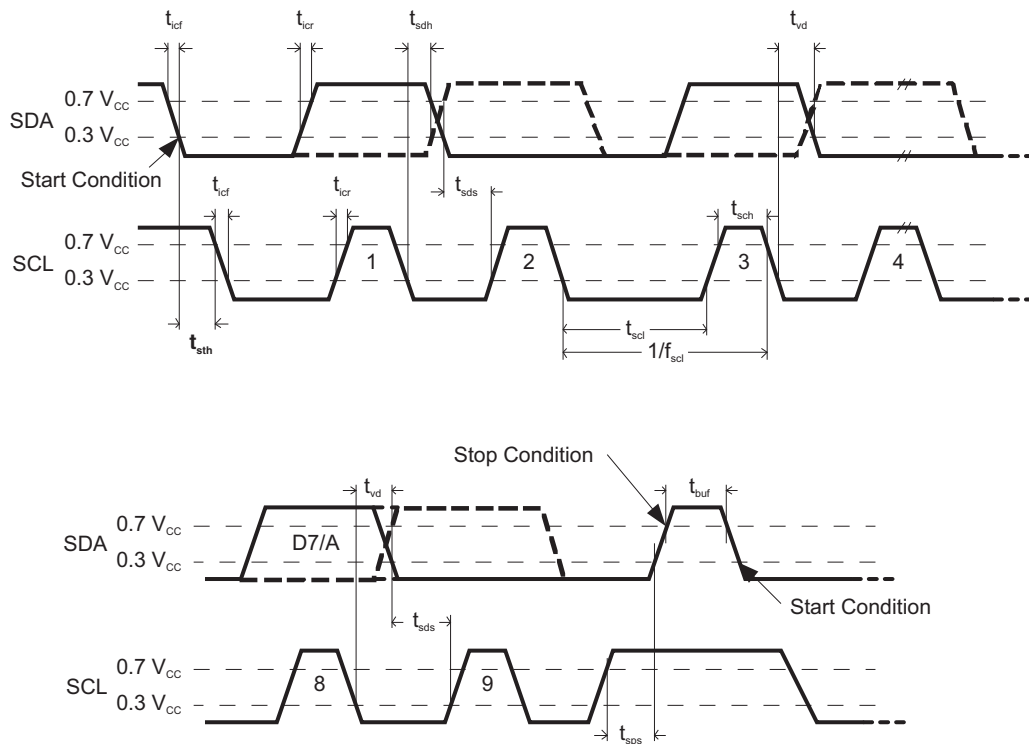 t_icf t_icr t_sdh t_vd
0.7 V_CC
SDA
0.3 V_CC
Start Condition
t_icf t_icr t_sds t_sch
0.7 V_CC
SCL 1 2 3 4
0.3 V_CC
t_sth
t_scl
1/f_scl
Stop Condition
t_vd t_buf
0.7 V_CC
SDA D7/A
0.3 V_CC
Start Condition
t_sds
0.7 V_CC
SCL 8 9
0.3 V_CC
t_sps